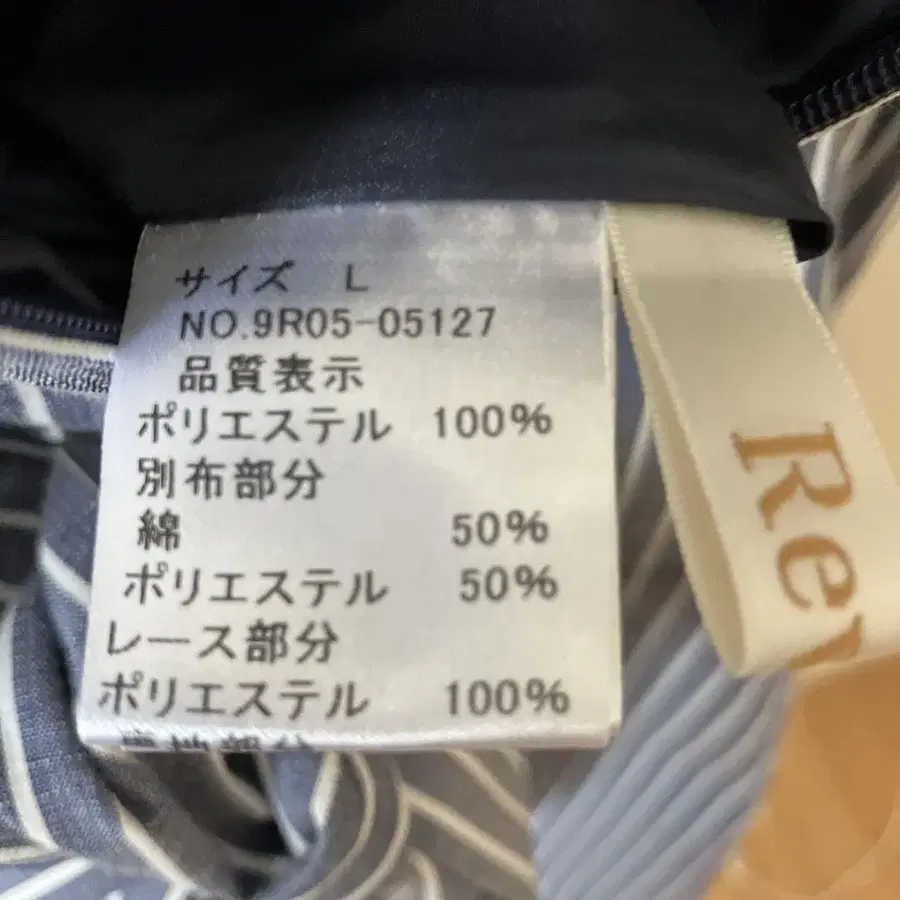 サイズ L
NO.9R05-05127
品質表示
ポリエステル 100%
別布部分
綿 50%
ポリエステル 50%
レース部分
ポリエステル 100%
Rev